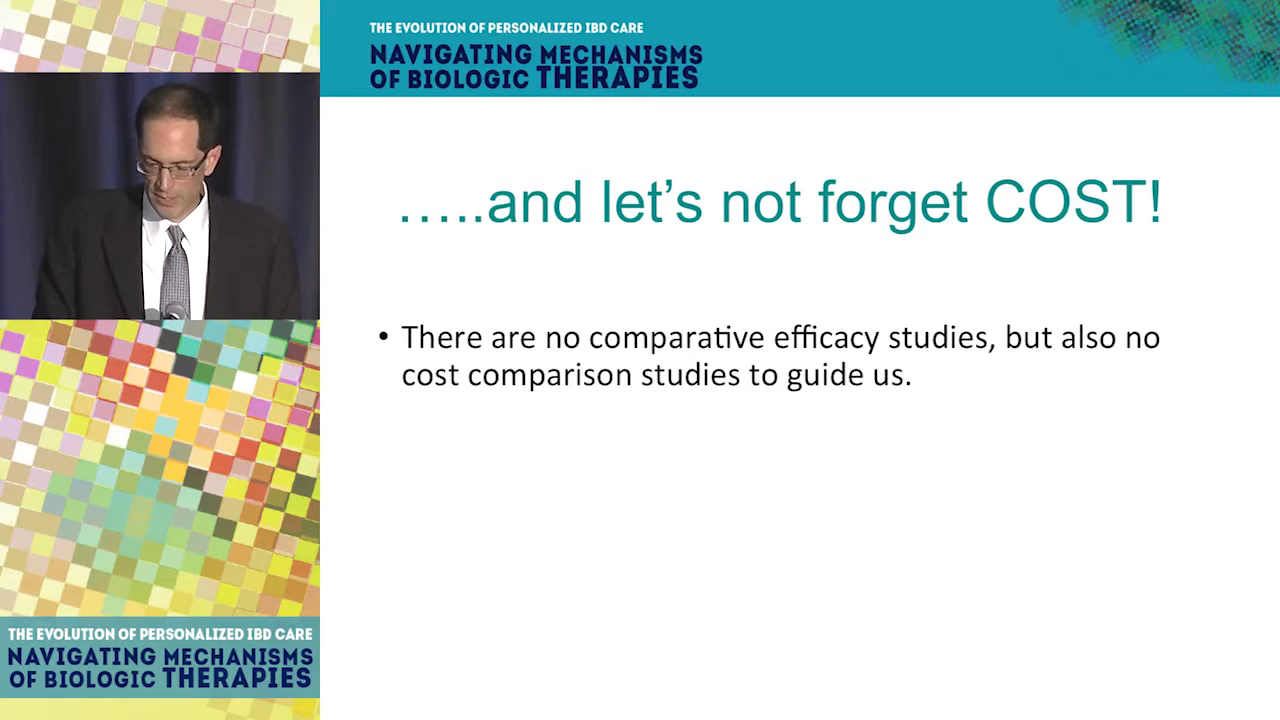 THE EVOLUTION OF PERSONALIZED IBD CARE
NAVIGATING MECHANISMS
OF BIOLOGIC THERAPIES
…..and let’s not forget COST!
• There are no comparative efficacy studies, but also no
cost comparison studies to guide us.
THE EVOLUTION OF PERSONALIZED IBD CARE
NAVIGATING MECHANISMS
OF BIOLOGIC THERAPIES